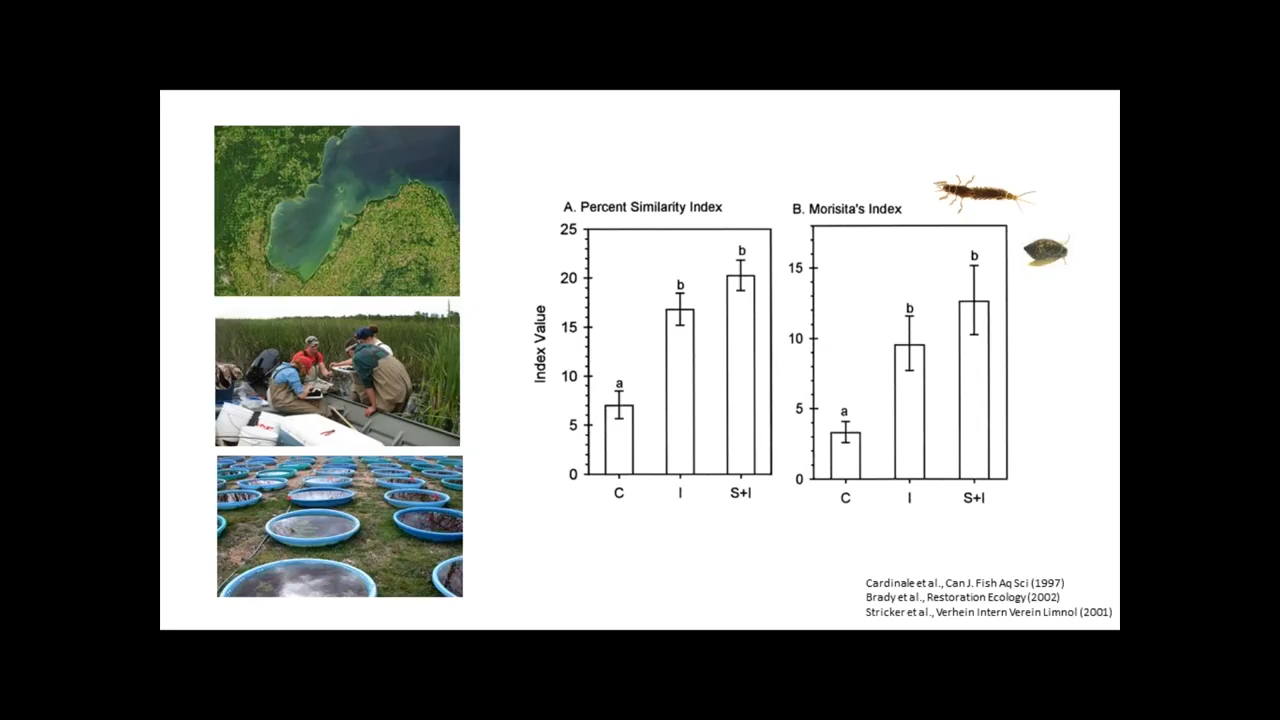 A. Percent Similarity Index
Index Value
25
20
15
10
5
0
a
b
b
C
I
S+I
B. Morisita's Index
15
10
5
0
a
b
b
C
I
S+I
Cardinale et al., Can J. Fish Aq Sci (1997)
Brady et al., Restoration Ecology (2002)
Stricker et al., Verhein Intern Verein Limnol (2001)